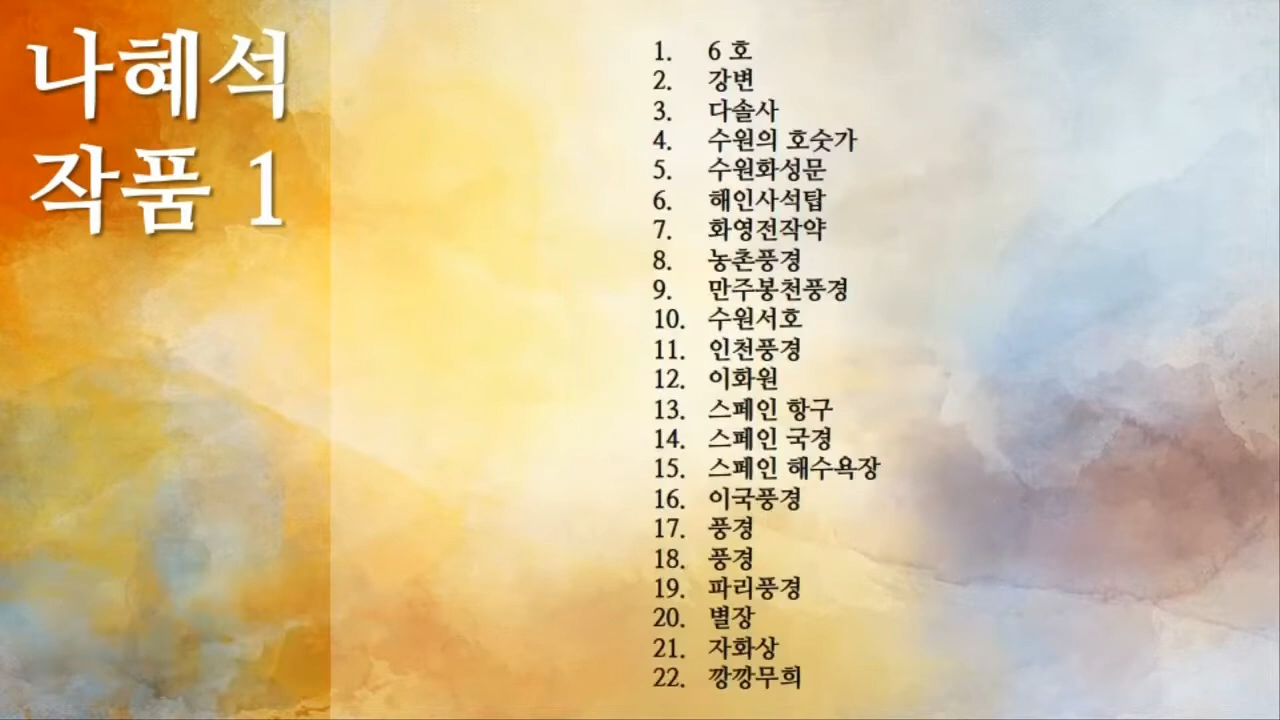 나혜석
작품 1
1. 6 호
2. 강변
3. 다솔사
4. 수원의 호숫가
5. 수원화성문
6. 해인사석탑
7. 화영전작약
8. 농촌풍경
9. 만주봉천풍경
10. 수원서호
11. 인천풍경
12. 이화원
13. 스페인 항구
14. 스페인 국경
15. 스페인 해수욕장
16. 이국풍경
17. 풍경
18. 풍경
19. 파리풍경
20. 별장
21. 자화상
22. 깡깡무희